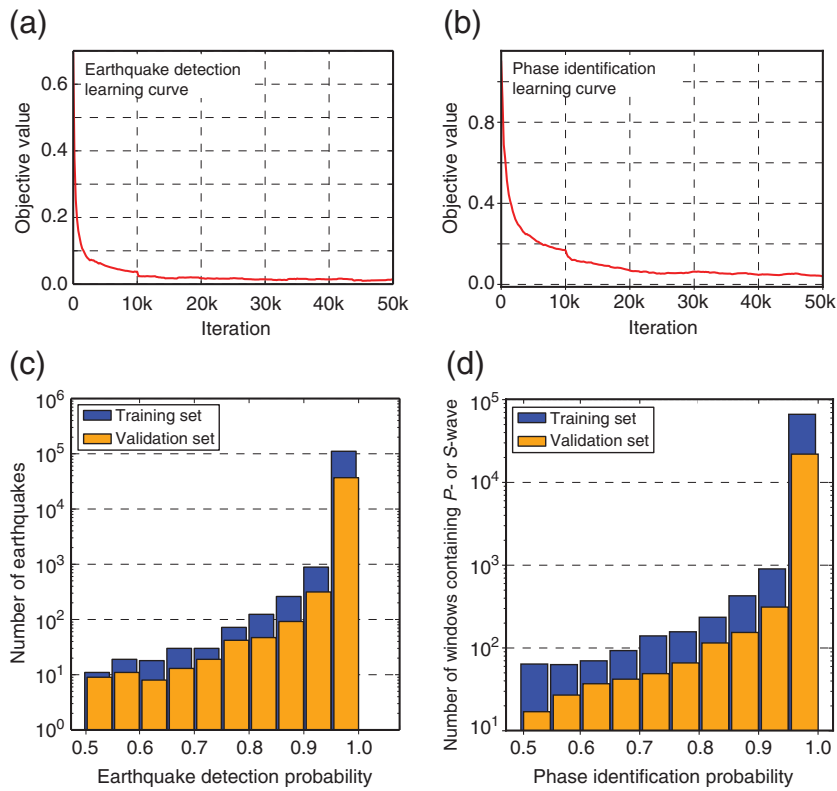 (a)
Earthquake detection
learning curve
Objective value
0.6
0.4
0.2
0.0
0
10k
20k
30k
40k
50k
Iteration
(b)
Phase identification
learning curve
Objective value
0.8
0.4
0.0
0
10k
20k
30k
40k
50k
Iteration
(c)
Training set
Validation set
Number of earthquakes
10^6
10^5
10^4
10^3
10^2
10^1
10^0
0.5
0.6
0.7
0.8
0.9
1.0
Earthquake detection probability
(d)
Training set
Validation set
Number of windows containing P- or S-wave
10^5
10^4
10^3
10^2
10^1
0.5
0.6
0.7
0.8
0.9
1.0
Phase identification probability